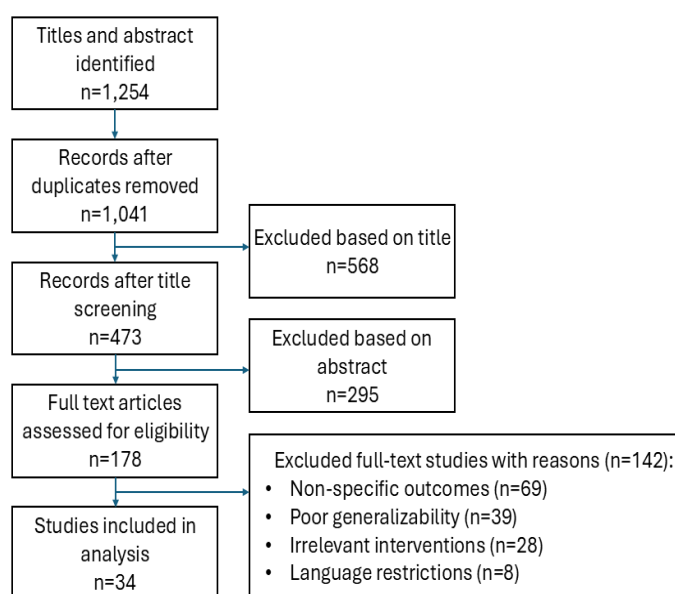 Titles and abstract
identified
n=1,254
Records after
duplicates removed
n=1,041
Excluded based on title
n=568
Records after title
screening
n=473
Excluded based on
abstract
n=295
Full text articles
assessed for eligibility
n=178
Excluded full-text studies with reasons (n=142):
• Non-specific outcomes (n=69)
• Poor generalizability (n=39)
• Irrelevant interventions (n=28)
• Language restrictions (n=8)
Studies included in
analysis
n=34